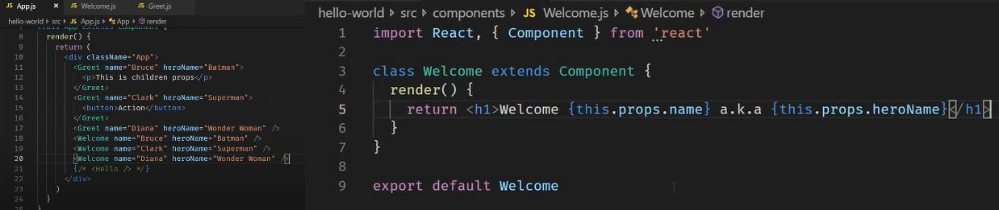 JS App.js × JS Welcome.js JS Greet.js
hello-world > src > JS App.js > App > render
7 class App extends Component {
8 render() {
9 return (
10 <div className="App">
11 <Greet name="Bruce" heroName="Batman">
12 <p>This is children props</p>
13 </Greet>
14 <Greet name="Clark" heroName="Superman">
15 <button>Action</button>
16 </Greet>
17 <Greet name="Diana" heroName="Wonder Woman" />
18 <Welcome name="Bruce" heroName="Batman" />
19 <Welcome name="Clark" heroName="Superman" />
20 <Welcome name="Diana" heroName="Wonder Woman" />
21 {/* <Hello /> */}
22 </div>
23 )
24 }
25 }
hello-world > src > components > JS Welcome.js > Welcome > render
1 import React, { Component } from 'react'
2
3 class Welcome extends Component {
4 render() {
5 return <h1>Welcome {this.props.name} a.k.a {this.props.heroName}</h1>
6 }
7 }
8
9 export default Welcome